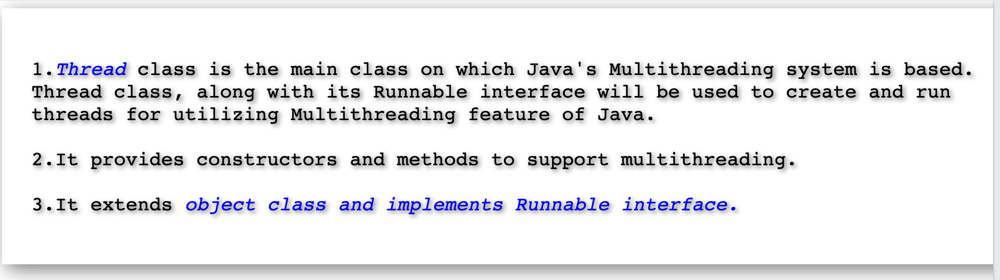 1.Thread class is the main class on which Java's Multithreading system is based.
Thread class, along with its Runnable interface will be used to create and run
threads for utilizing Multithreading feature of Java.
2.It provides constructors and methods to support multithreading.
3.It extends object class and implements Runnable interface.